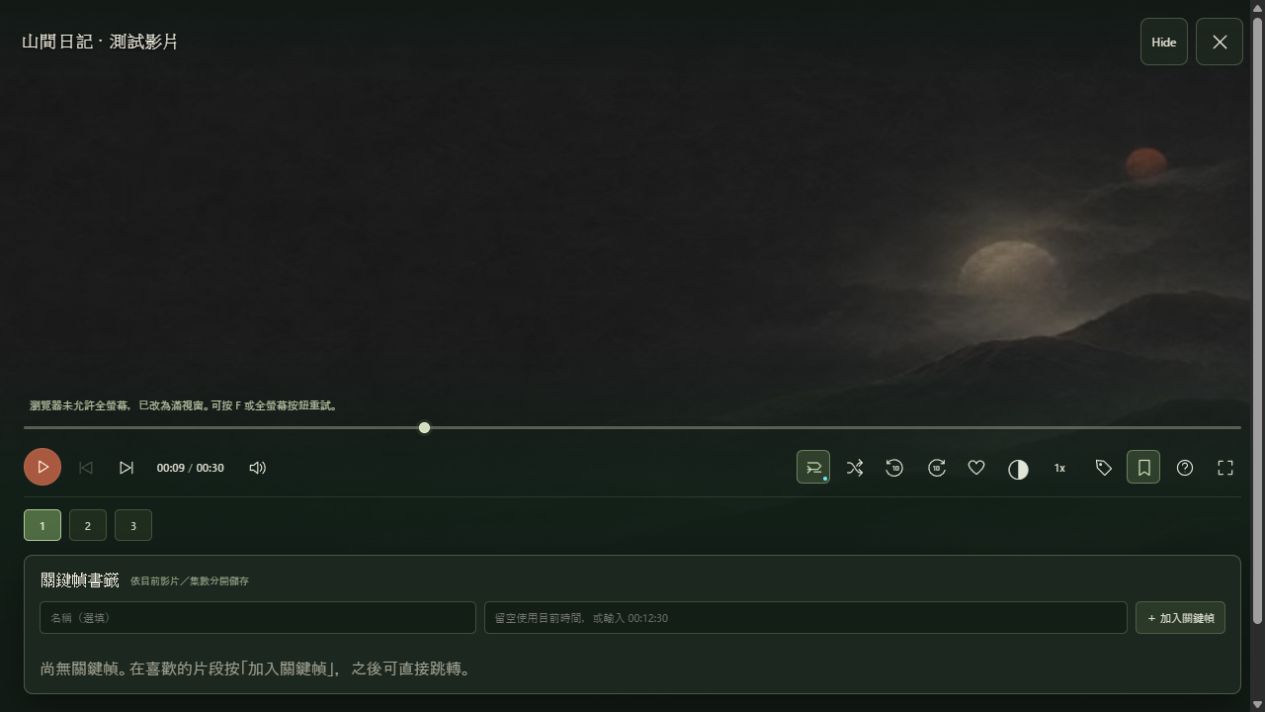 山間日記 · 測試影片
Hide
瀏覽器未允許全螢幕，已改為滿視窗。可按 F 或全螢幕按鈕重試。
00:09 / 00:30
10
10
1x
1
2
3
關鍵幀書籤 依目前影片／集數分開儲存
名稱（選填）
留空使用目前時間，或輸入 00:12:30
+ 加入關鍵幀
尚無關鍵幀。在喜歡的片段按「加入關鍵幀」，之後可直接跳轉。